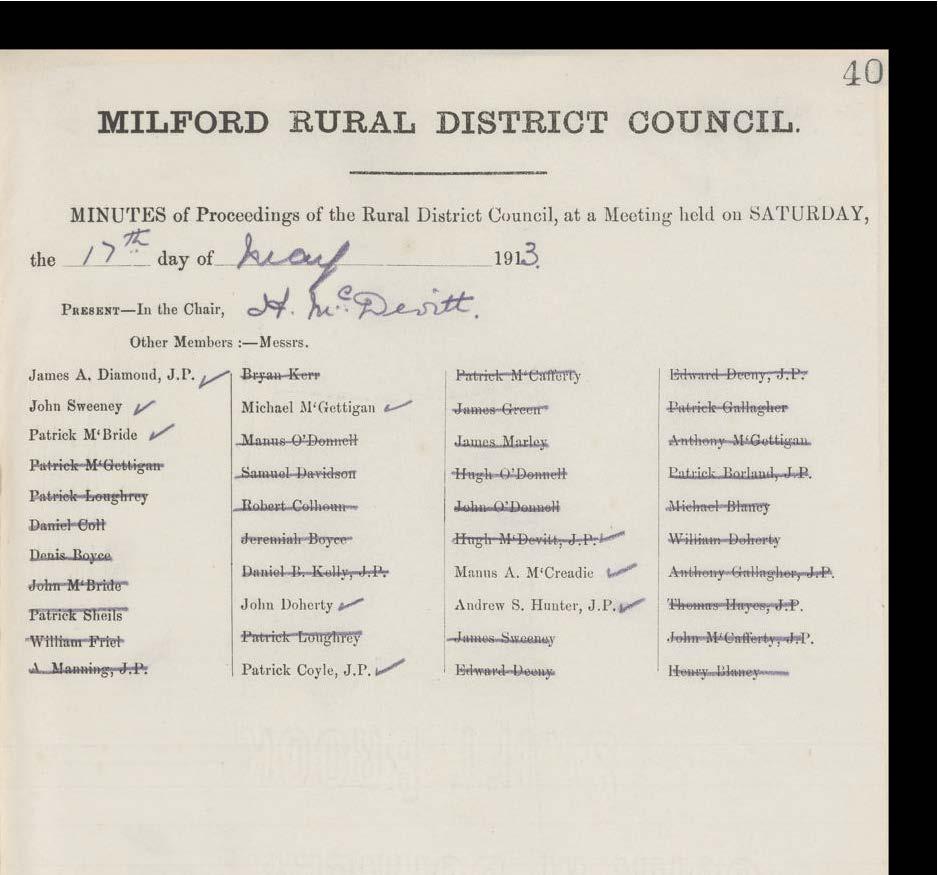 40
MILFORD RURAL DISTRICT COUNCIL.
MINUTES of Proceedings of the Rural District Council, at a Meeting held on SATURDAY,
the 17th day of May 1913.
PRESENT—In the Chair, H. McDevitt.
Other Members :—Messrs.
James A. Diamond, J.P.
John Sweeney
Patrick M‘Bride
Patrick M‘Gettigan
Patrick Loughrey
Daniel Coll
Denis Boyce
John M‘Bride
Patrick Sheils
William Friel
A. Manning, J.P.
Bryan Kerr
Michael M‘Gettigan
Manus O’Donnell
Samuel Davidson
Robert Colhoun
Jeremiah Boyce
Daniel B. Kelly, J.P.
John Doherty
Patrick Loughrey
Patrick Coyle, J.P.
Patrick M‘Cafferty
James Green
James Marley
Hugh O’Donnell
John O’Donnell
Hugh M‘Devitt, J.P.
Manus A. M‘Creadie
Andrew S. Hunter, J.P.
James Sweeney
Edward Deeny
Edward Deeny, J.P.
Patrick Gallagher
Anthony M‘Gettigan
Patrick Borland, J.P.
Michael Blaney
William Doherty
Anthony Gallagher, J.P.
Thomas Hayes, J.P.
John M‘Cafferty, J.P.
Henry Blaney